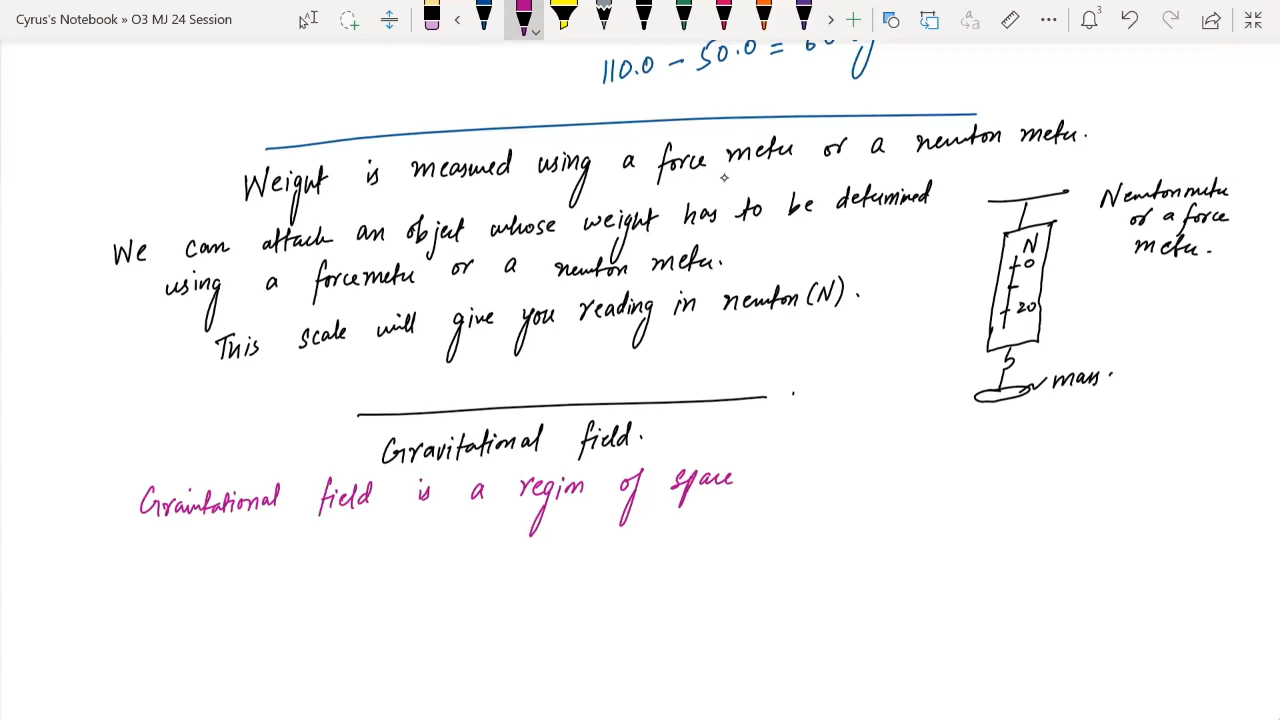 Cyrus's Notebook » O3 MJ 24 Session
3
110.0 - 50.0 =
Weight is measured using a force meter or a newton meter.
We can attach an object whose weight has to be determined
using a forcemeter or a newton meter.
This scale will give you reading in newton (N).
Newtonmeter
or a force
meter.
N
0
20
mass.
Gravitational field.
Gravitational field is a region of space